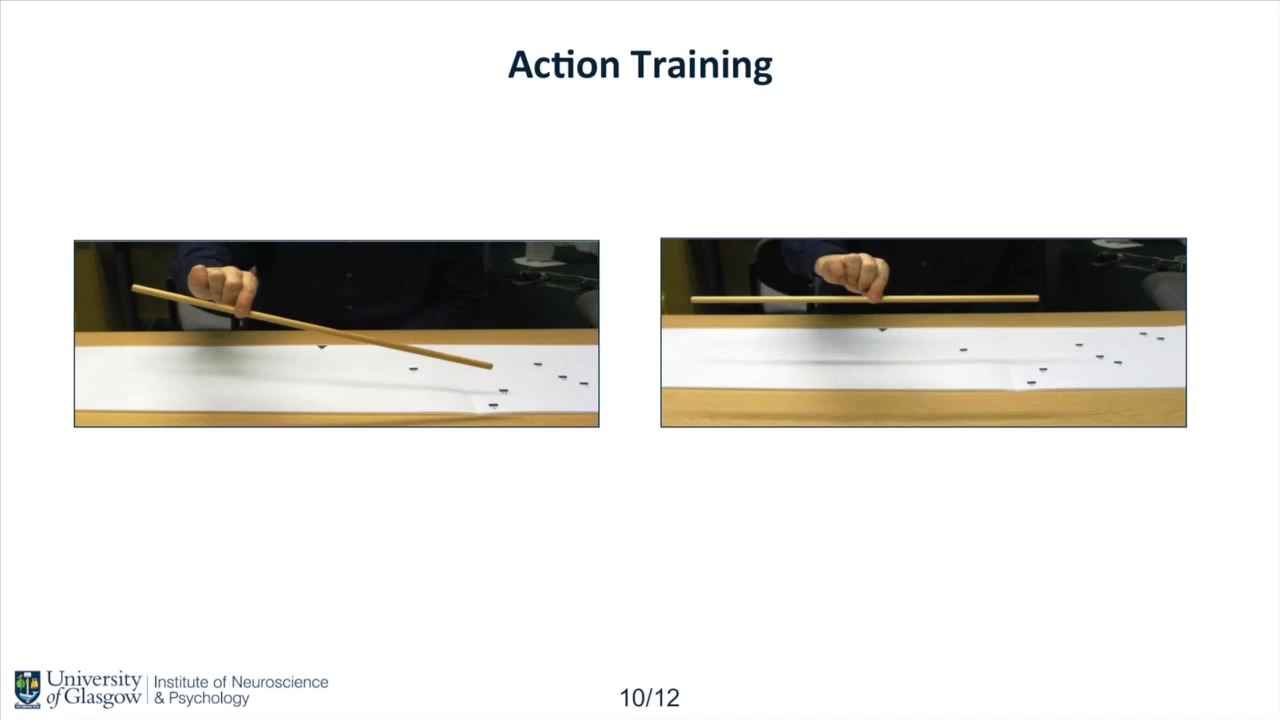 Action Training
University
of Glasgow
Institute of Neuroscience
& Psychology
10/12